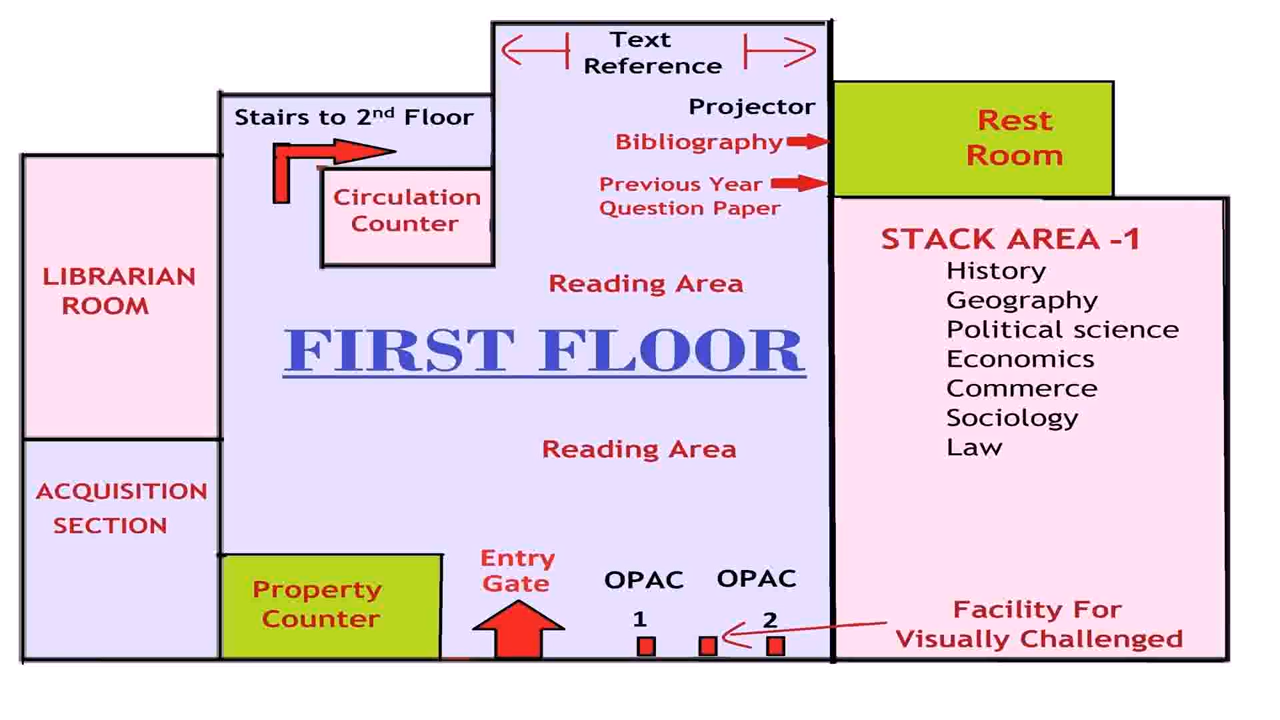 Text
Reference
Projector
Stairs to 2nd Floor
Bibliography
Rest
Room
Previous Year
Question Paper
Circulation
Counter
STACK AREA -1
History
Geography
Political science
Economics
Commerce
Sociology
Law
LIBRARIAN
ROOM
Reading Area
FIRST FLOOR
Reading Area
ACQUISITION
SECTION
Property
Counter
Entry
Gate
OPAC
1
OPAC
2
Facility For
Visually Challenged